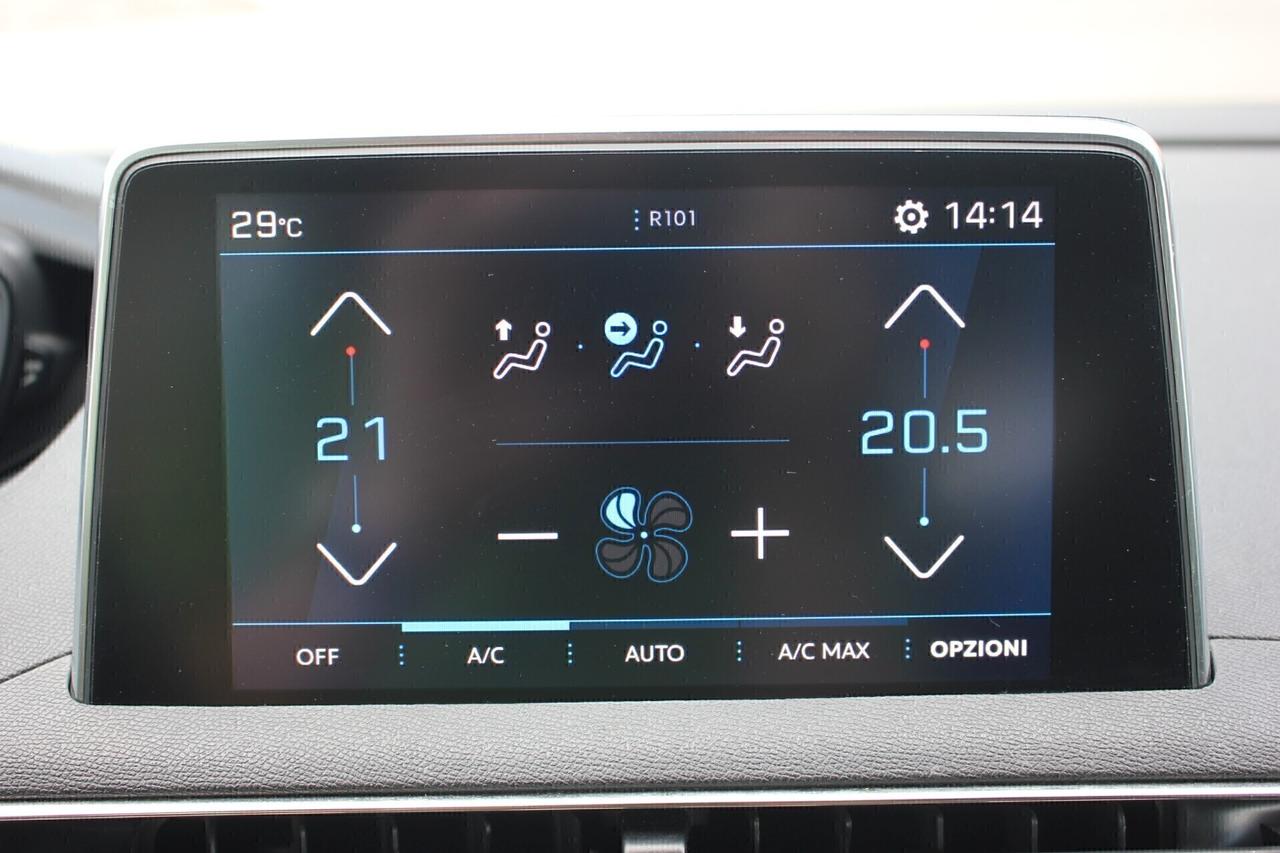 29°C R101 14:14
21 20.5
OFF A/C AUTO A/C MAX OPZIONI